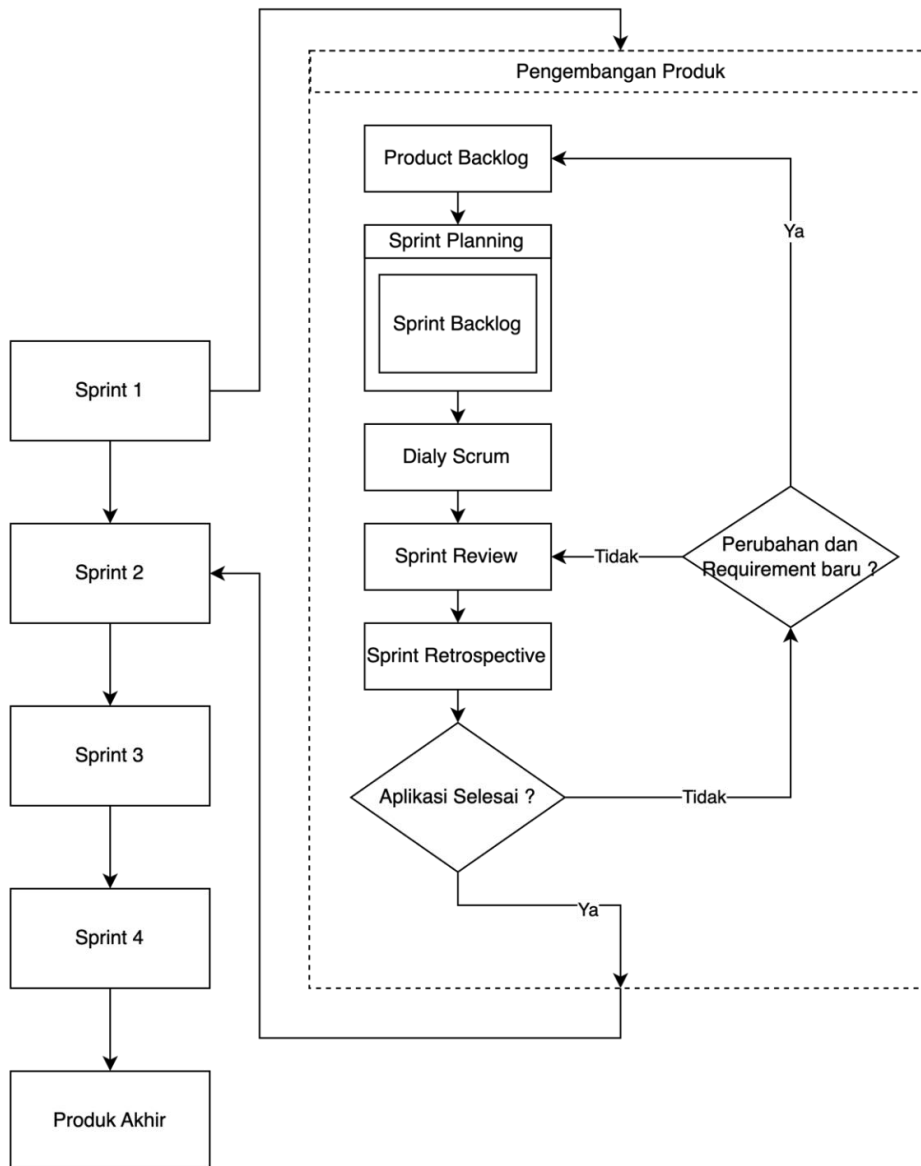 Pengembangan Produk
Product Backlog
Ya
Sprint Planning
Sprint Backlog
Sprint 1
Dialy Scrum
Sprint 2
Sprint Review
Tidak
Perubahan dan
Requirement baru ?
Sprint Retrospective
Sprint 3
Aplikasi Selesai ?
Tidak
Ya
Sprint 4
Produk Akhir